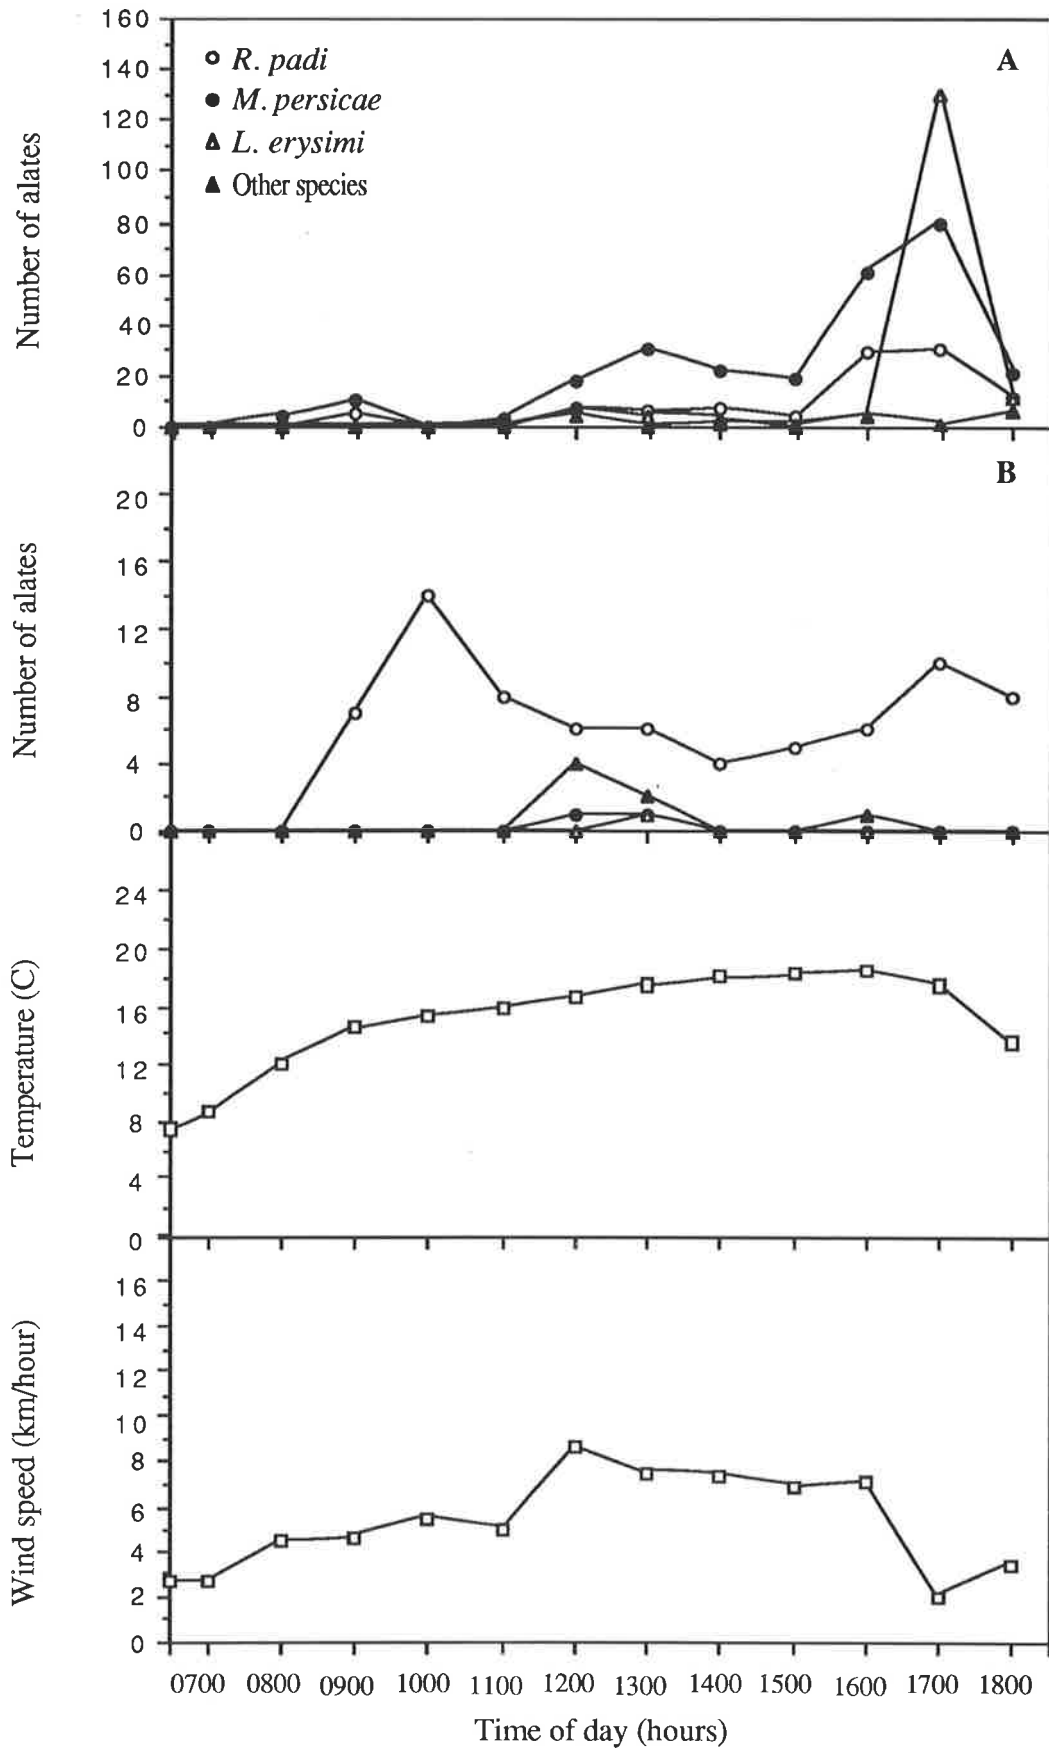 160
140
120
100
80
60
40
20
0
Number of alates
A
R. padi
M. persicae
L. erysimi
Other species
B
20
16
12
8
4
0
Number of alates
24
20
16
12
8
4
0
Temperature (C)
16
14
12
10
8
6
4
2
0
Wind speed (km/hour)
0700 0800 0900 1000 1100 1200 1300 1400 1500 1600 1700 1800
Time of day (hours)